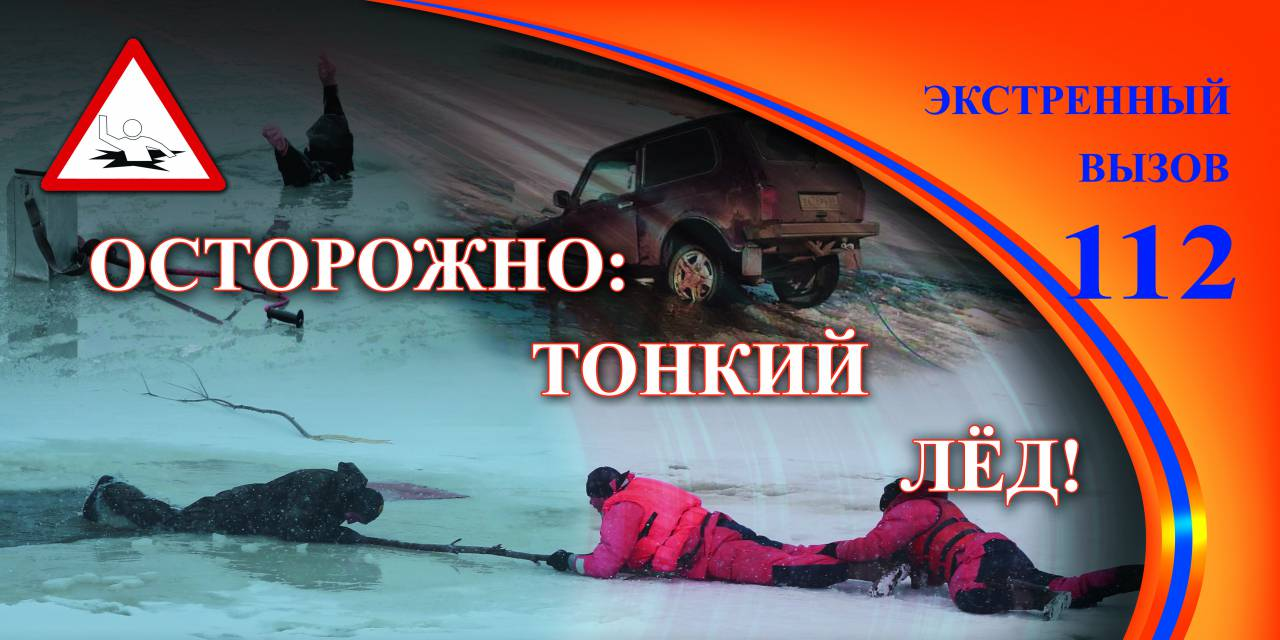 ОСТОРОЖНО:
ТОНКИЙ
ЛЁД!
ЭКСТРЕННЫЙ
ВЫЗОВ
112